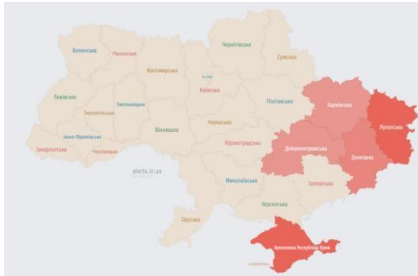 Чернігівська
Волинська
Рівненська
Сумська
Житомирська
Київська
Харківська
Львівська
Полтавська
Луганська
Хмельницька
Тернопільська
Черкаська
Вінницька
Івано-Франківська
Кіровоградська
Дніпропетровська
Донецька
Закарпатська
Чернівецька
alerts.in.ua
Миколаївська
Запорізька
Херсонська
Одеська
Автономна Республіка Крим